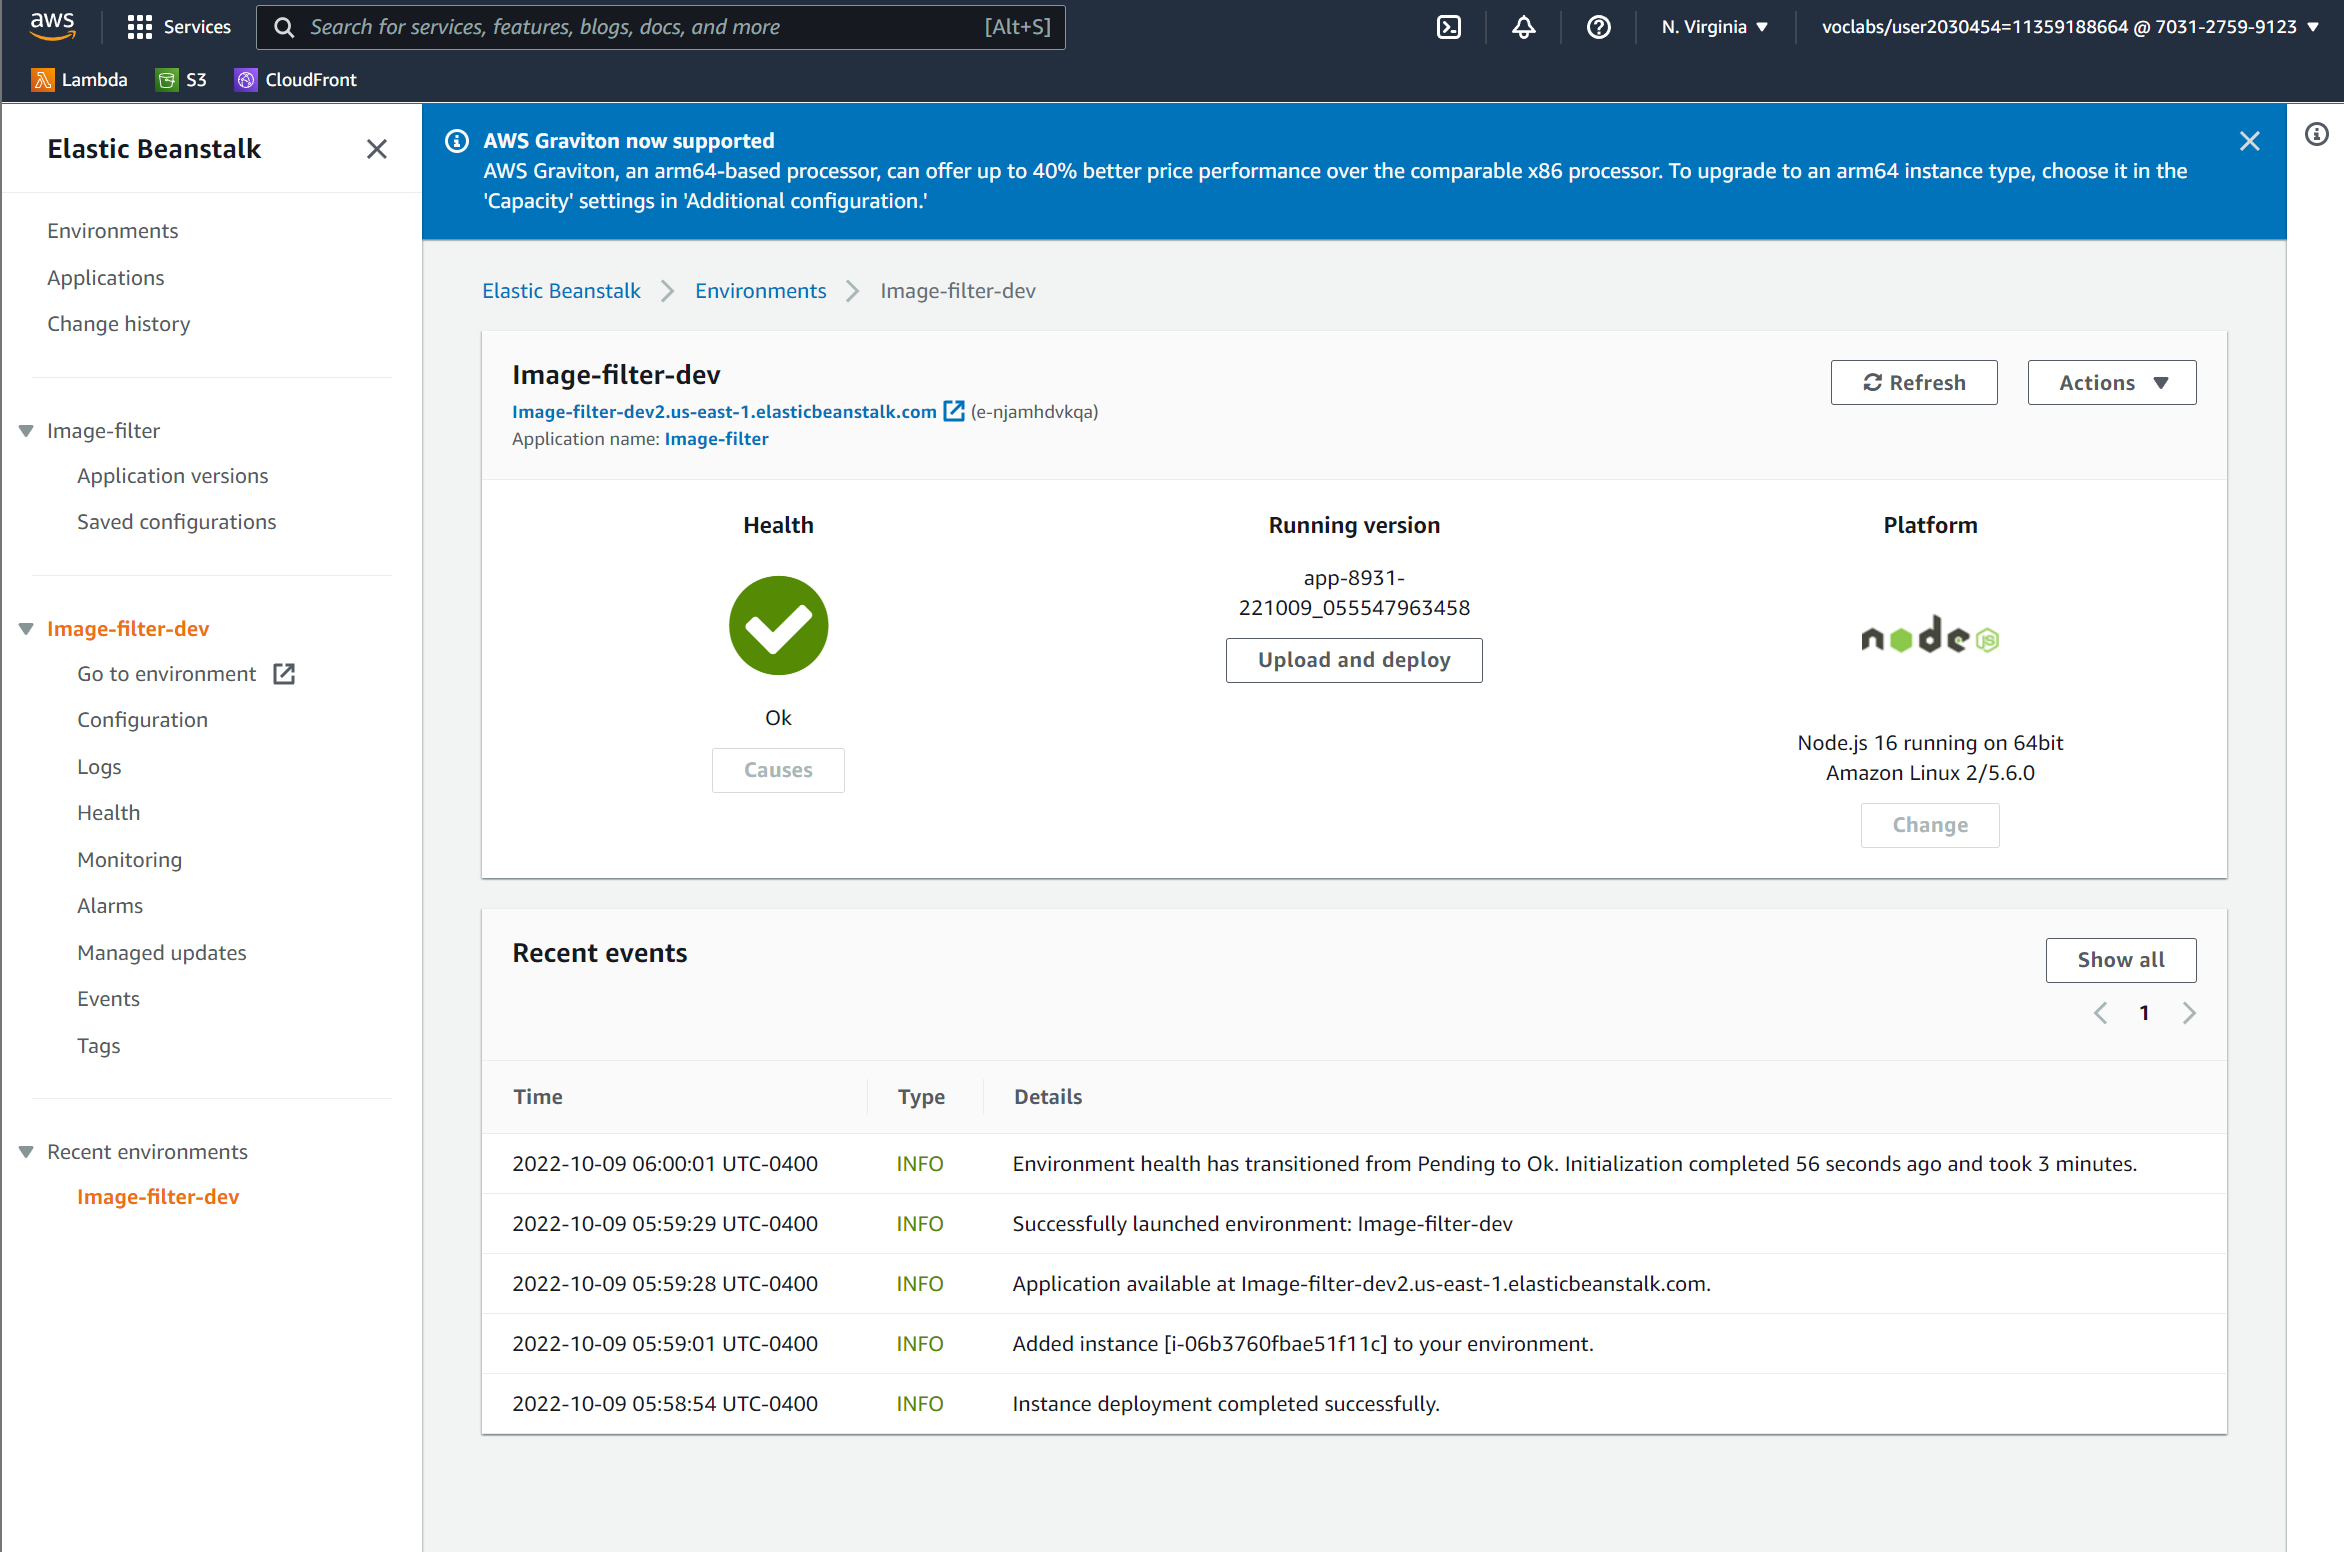 aws
Services
Search for services, features, blogs, docs, and more [Alt+S]
N. Virginia
voclabs/user2030454=11359188664 @ 7031-2759-9123
Lambda
S3
CloudFront
Elastic Beanstalk
Environments
Applications
Change history
Image-filter
Application versions
Saved configurations
Image-filter-dev
Go to environment
Configuration
Logs
Health
Monitoring
Alarms
Managed updates
Events
Tags
Recent environments
Image-filter-dev
AWS Graviton now supported
AWS Graviton, an arm64-based processor, can offer up to 40% better price performance over the comparable x86 processor. To upgrade to an arm64 instance type, choose it in the
'Capacity' settings in 'Additional configuration.'
Elastic Beanstalk > Environments > Image-filter-dev
Image-filter-dev
Image-filter-dev2.us-east-1.elasticbeanstalk.com (e-njamhdvkqa)
Application name: Image-filter
Refresh
Actions
Health
Ok
Causes
Running version
app-8931-
221009_055547963458
Upload and deploy
Platform
node JS
Node.js 16 running on 64bit
Amazon Linux 2/5.6.0
Change
Recent events
Show all
1
Time Type Details
2022-10-09 06:00:01 UTC-0400 INFO Environment health has transitioned from Pending to Ok. Initialization completed 56 seconds ago and took 3 minutes.
2022-10-09 05:59:29 UTC-0400 INFO Successfully launched environment: Image-filter-dev
2022-10-09 05:59:28 UTC-0400 INFO Application available at Image-filter-dev2.us-east-1.elasticbeanstalk.com.
2022-10-09 05:59:01 UTC-0400 INFO Added instance [i-06b3760fbae51f11c] to your environment.
2022-10-09 05:58:54 UTC-0400 INFO Instance deployment completed successfully.